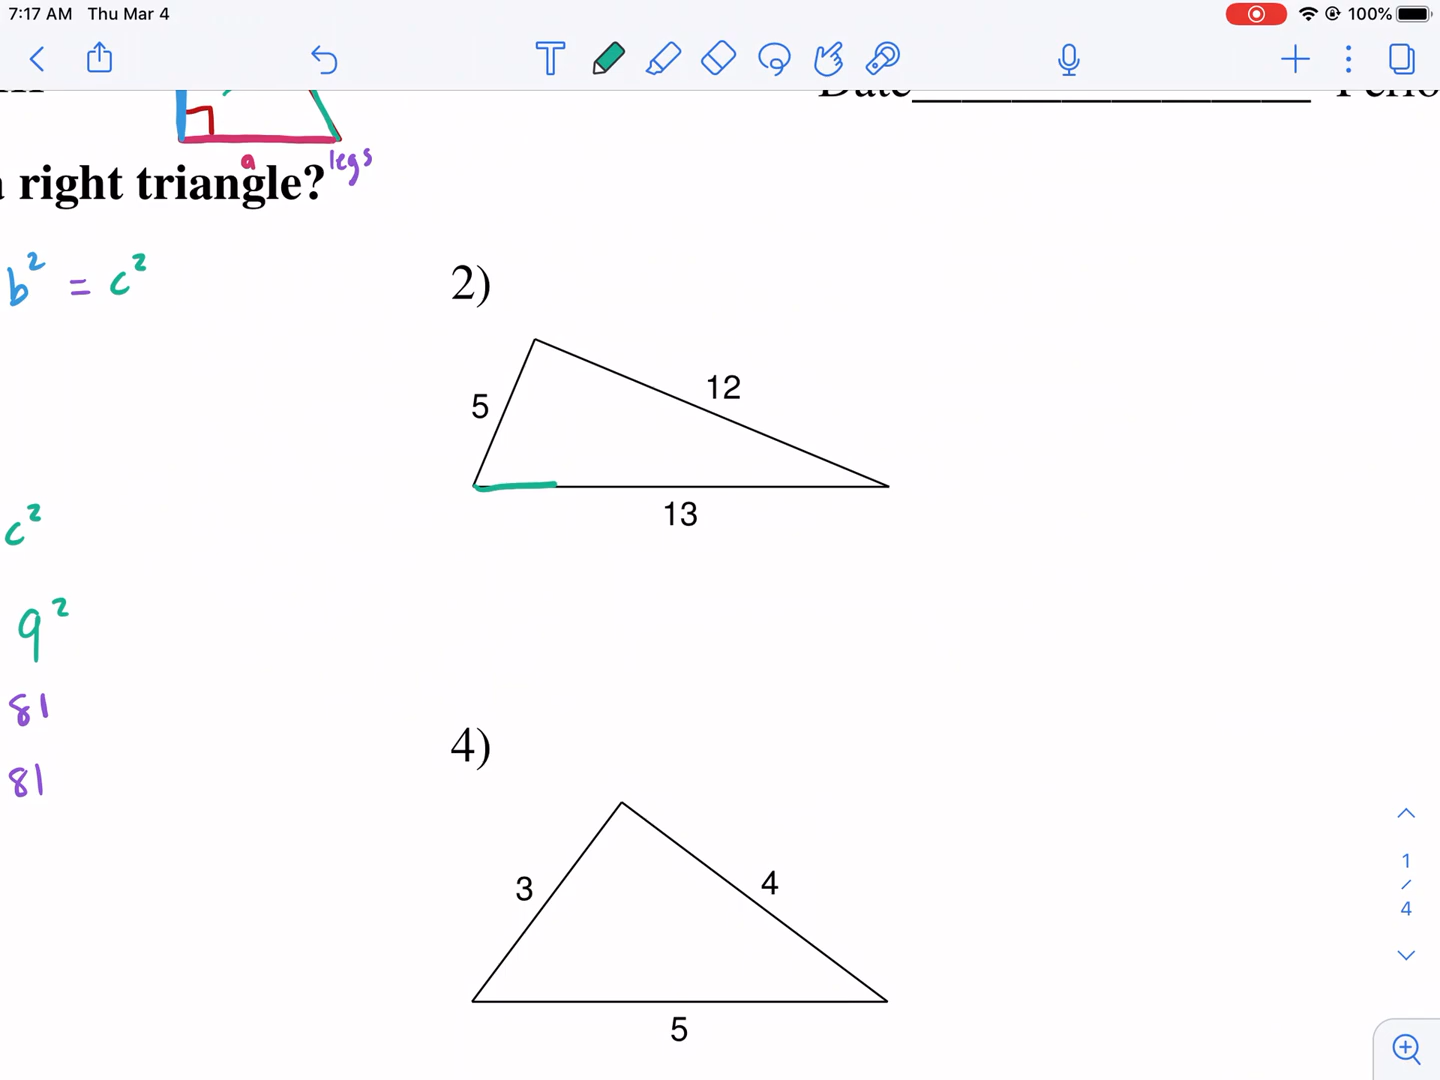 7:17 AM Thu Mar 4
100%
Date
a
legs
right triangle?
b² = c²
2)
5
12
13
c²
9²
81
81
4)
3
4
5
1
/
4